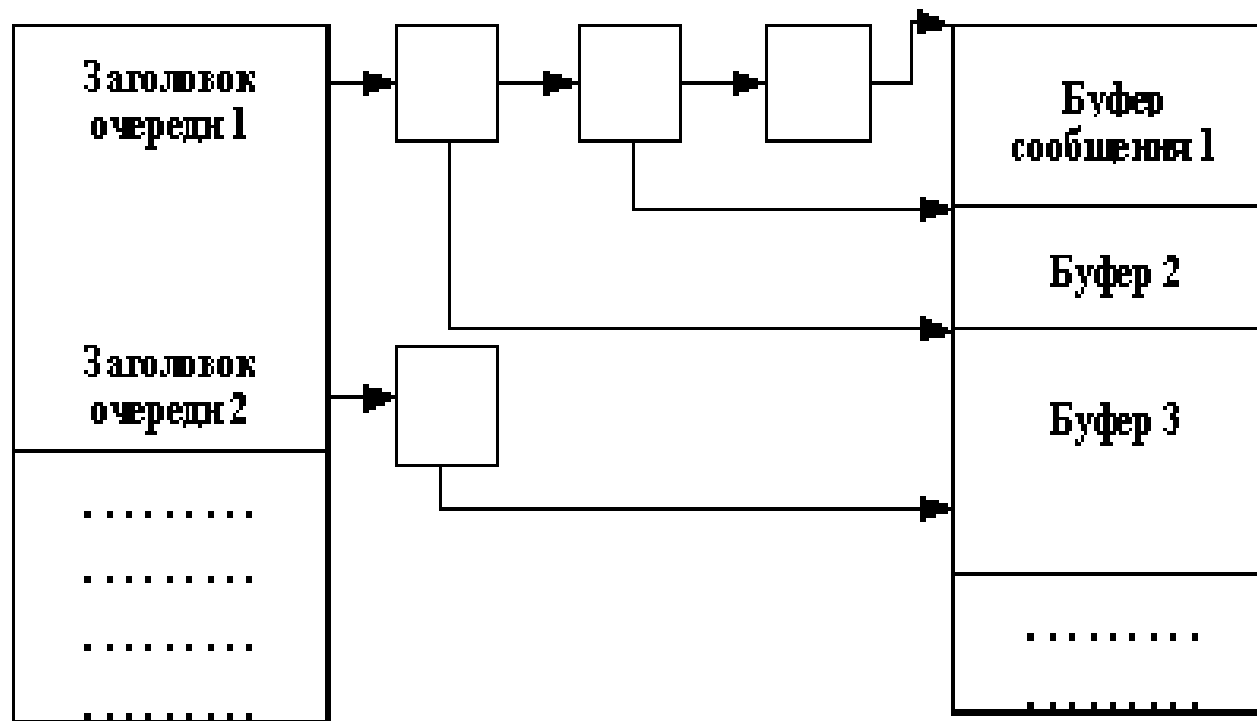 Заголовок
очереди 1
Заголовок
очереди 2
. . . . . . . . .
. . . . . . . . .
. . . . . . . . .
. . . . . . . . .
Буфер
сообщения 1
Буфер 2
Буфер 3
. . . . . . . . .
. . . . . . . . .